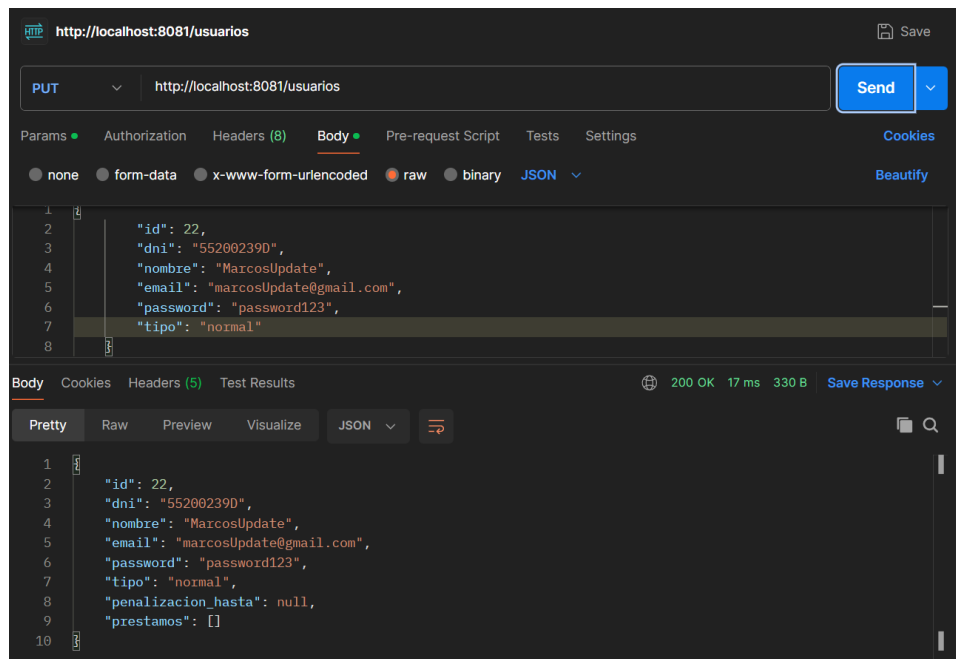 HTTP http://localhost:8081/usuarios Save
PUT http://localhost:8081/usuarios Send
Params Authorization Headers (8) Body Pre-request Script Tests Settings Cookies
none form-data x-www-form-urlencoded raw binary JSON Beautify
1 {
2 "id": 22,
3 "dni": "55200239D",
4 "nombre": "MarcosUpdate",
5 "email": "marcosUpdate@gmail.com",
6 "password": "password123",
7 "tipo": "normal"
8 }
Body Cookies Headers (5) Test Results 200 OK 17 ms 330 B Save Response
Pretty Raw Preview Visualize JSON
1 {
2 "id": 22,
3 "dni": "55200239D",
4 "nombre": "MarcosUpdate",
5 "email": "marcosUpdate@gmail.com",
6 "password": "password123",
7 "tipo": "normal",
8 "penalizacion_hasta": null,
9 "prestamos": []
10 }